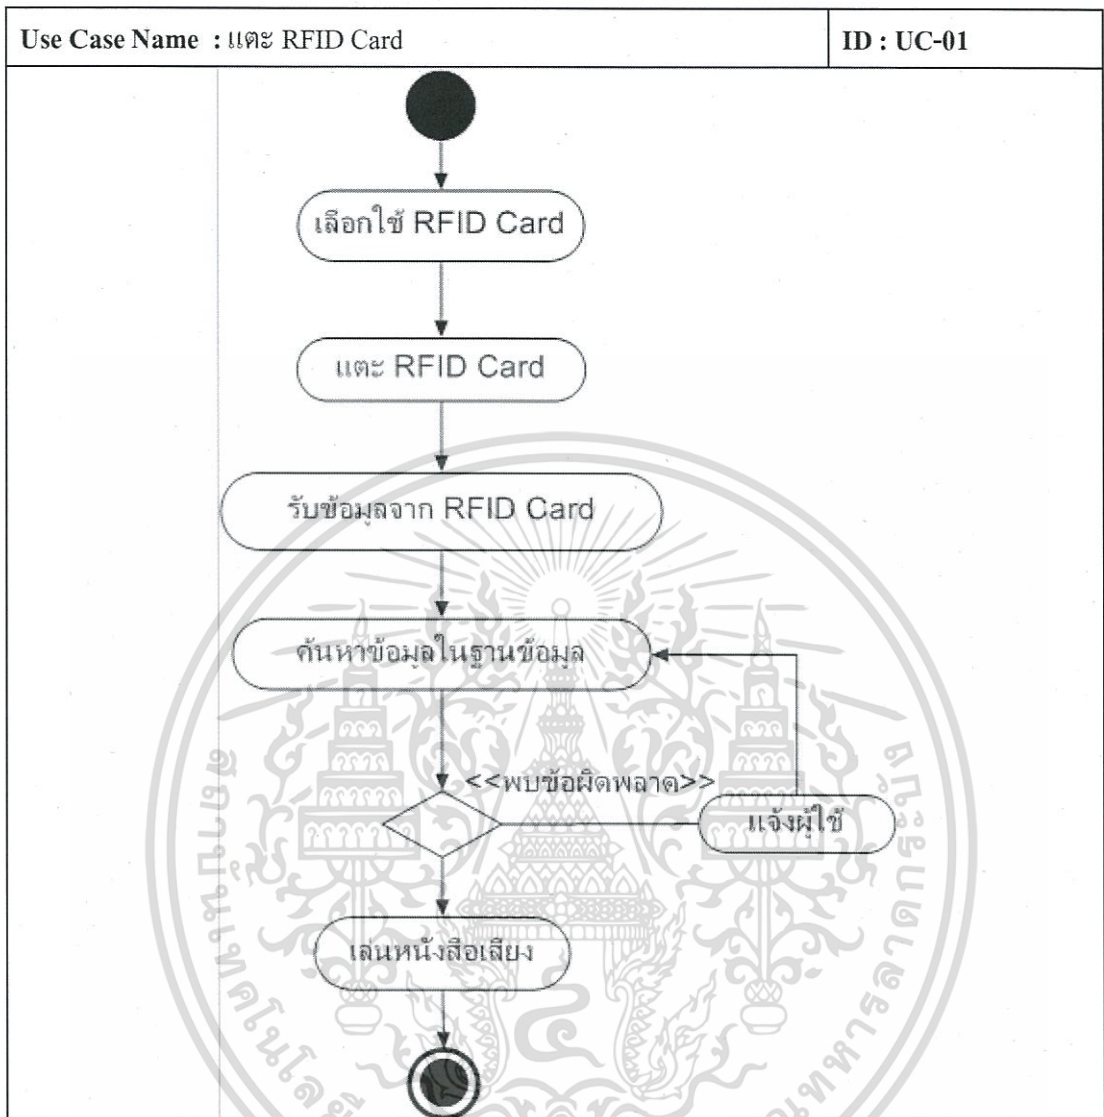 Use Case Name : แตะ RFID Card
ID : UC-01
เลือกใช้ RFID Card
แตะ RFID Card
รับข้อมูลจาก RFID Card
ค้นหาข้อมูลในฐานข้อมูล
<<พบข้อผิดพลาด>>
แจ้งผู้ใช้
เล่นหนังสือเสียง